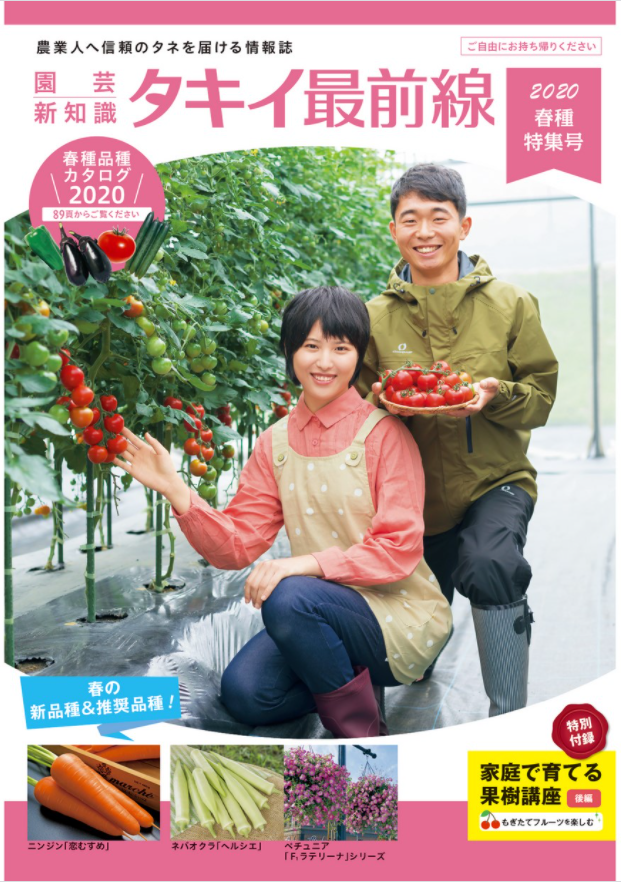 農業人へ信頼のタネを届ける情報誌
ご自由にお持ち帰りください
園芸
新知識
タキイ最前線
2020
春種
特集号
春種品種
カタログ
2020
89頁からご覧ください
春の
新品種&推奨品種!
ニンジン「恋むすめ」
ネバオクラ「ヘルシエ」
ペチュニア
「F₁ラテリーナ」シリーズ
特別
付録
家庭で育てる
果樹講座 後編
もぎたてフルーツを楽しむ